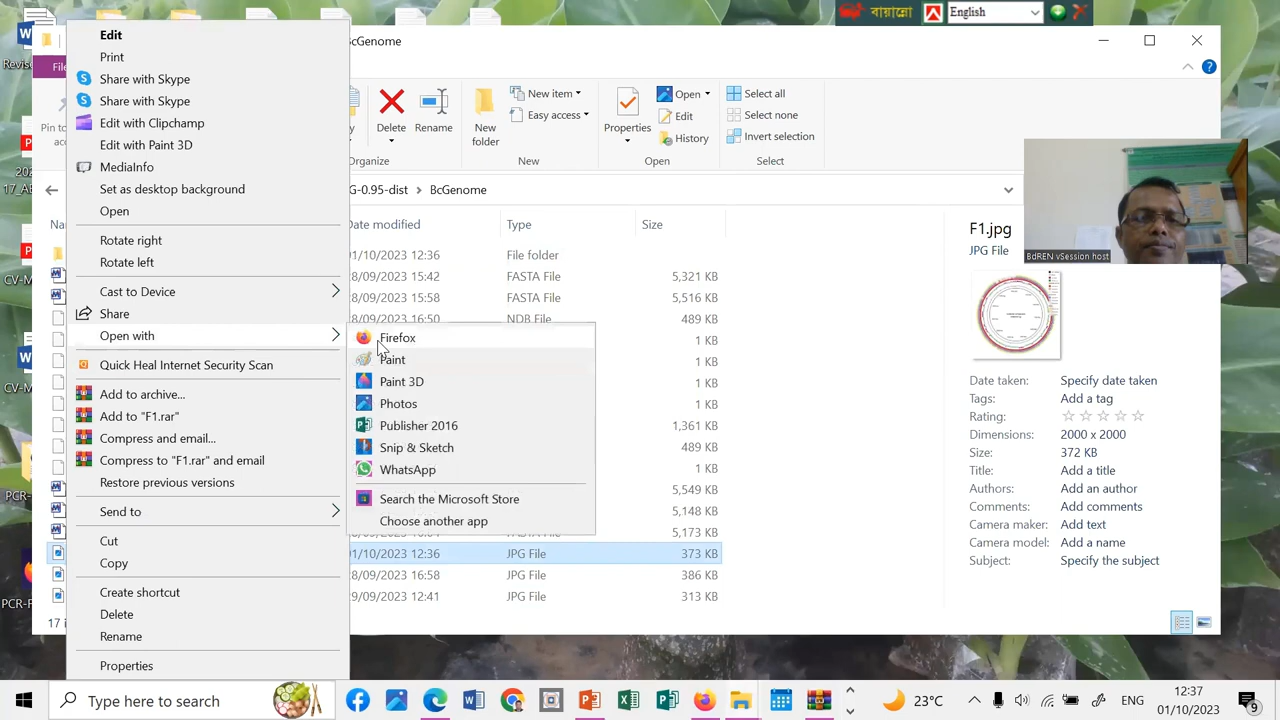 বায়ান্নো English
BcGenome
Edit
Print
Share with Skype
Share with Skype
Edit with Clipchamp
Edit with Paint 3D
MediaInfo
Set as desktop background
Open
Rotate right
Rotate left
Cast to Device
Share
Open with
Quick Heal Internet Security Scan
Add to archive...
Add to "F1.rar"
Compress and email...
Compress to "F1.rar" and email
Restore previous versions
Send to
Cut
Copy
Create shortcut
Delete
Rename
Properties
Firefox
Paint
Paint 3D
Photos
Publisher 2016
Snip & Sketch
WhatsApp
Search the Microsoft Store
Choose another app
Delete Rename
New folder
New item
Easy access
Properties
Open
Edit
History
Select all
Select none
Invert selection
Organize New Open Select
G-0.95-dist > BcGenome
Date modified Type Size
01/10/2023 12:36 File folder
8/09/2023 15:42 FASTA File 5,321 KB
8/09/2023 15:58 FASTA File 5,516 KB
8/09/2023 16:50 NDB File 489 KB
1 KB
1 KB
1 KB
1 KB
1,361 KB
489 KB
1 KB
5,549 KB
5,148 KB
5,173 KB
01/10/2023 12:36 JPG File 373 KB
8/09/2023 16:58 JPG File 386 KB
9/09/2023 12:41 JPG File 313 KB
BdREN vSession host
F1.jpg
JPG File
Date taken: Specify date taken
Tags: Add a tag
Rating:
Dimensions: 2000 x 2000
Size: 372 KB
Title: Add a title
Authors: Add an author
Comments: Add comments
Camera maker: Add text
Camera model: Add a name
Subject: Specify the subject
Type here to search
23°C
ENG
12:37
01/10/2023
9